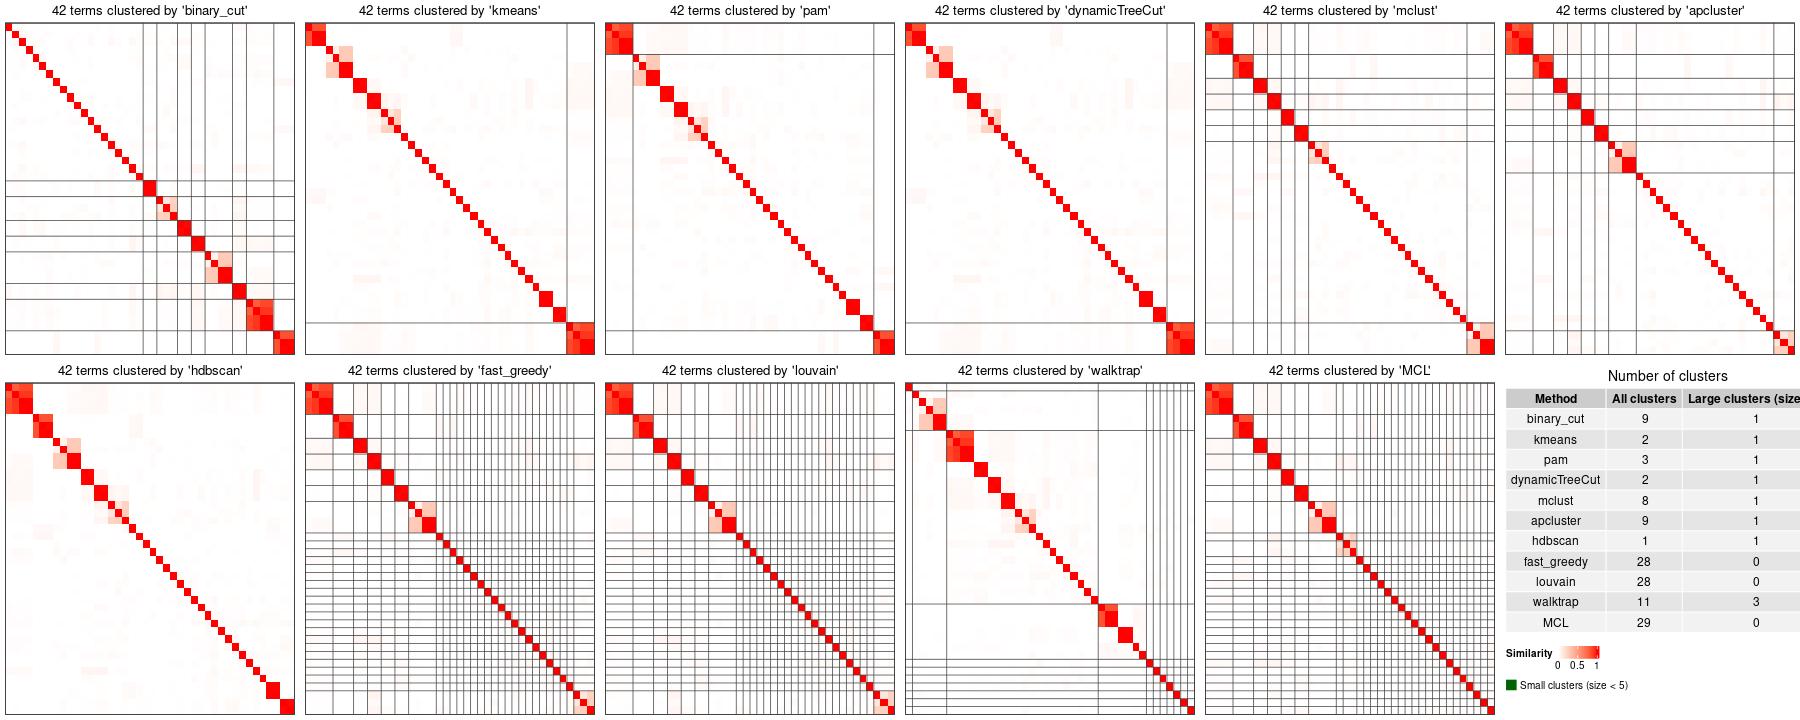 42 terms clustered by 'binary_cut'
42 terms clustered by 'kmeans'
42 terms clustered by 'pam'
42 terms clustered by 'dynamicTreeCut'
42 terms clustered by 'mclust'
42 terms clustered by 'apcluster'
42 terms clustered by 'hdbscan'
42 terms clustered by 'fast_greedy'
42 terms clustered by 'louvain'
42 terms clustered by 'walktrap'
42 terms clustered by 'MCL'
Number of clusters
Method All clusters Large clusters (size
binary_cut 9 1
kmeans 2 1
pam 3 1
dynamicTreeCut 2 1
mclust 8 1
apcluster 9 1
hdbscan 1 1
fast_greedy 28 0
louvain 28 0
walktrap 11 3
MCL 29 0
Similarity
0 0.5 1
Small clusters (size < 5)